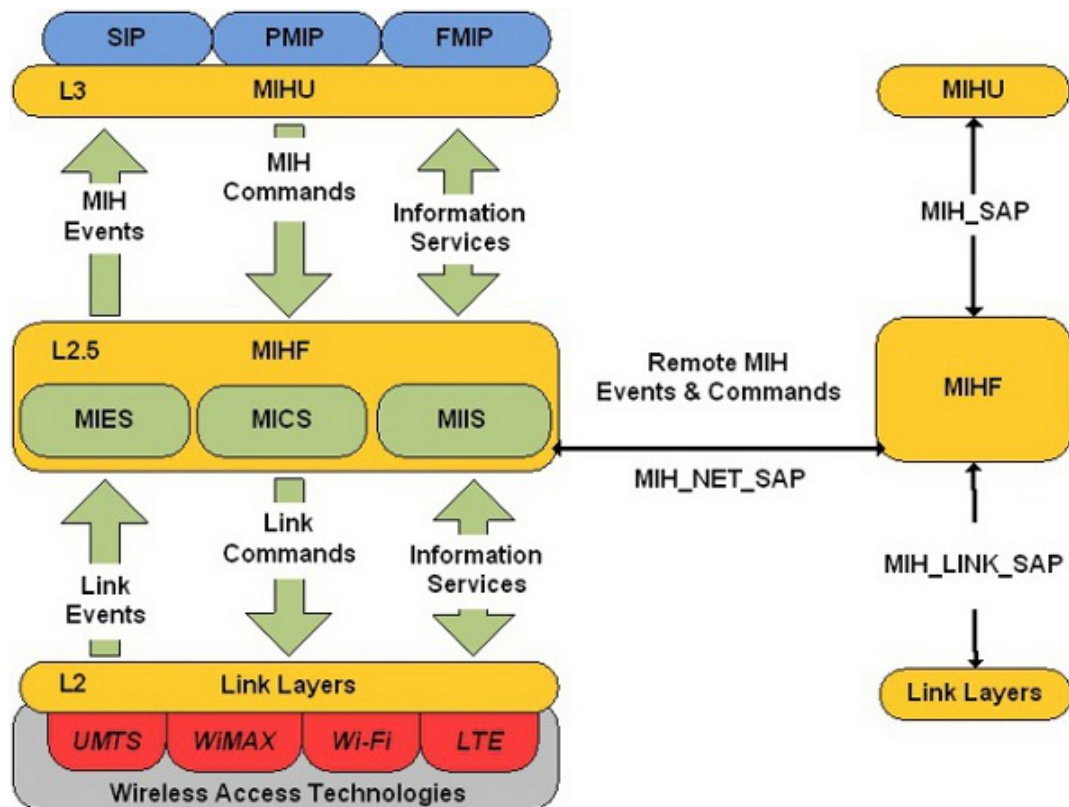 SIP PMIP FMIP
L3 MIHU
MIH
Events
MIH
Commands
Information
Services
L2.5 MIHF
MIES MICS MIIS
Link
Events
Link
Commands
Information
Services
L2 Link Layers
UMTS WiMAX Wi-Fi LTE
Wireless Access Technologies
Remote MIH
Events & Commands
MIH_NET_SAP
MIHU
MIH_SAP
MIHF
MIH_LINK_SAP
Link Layers